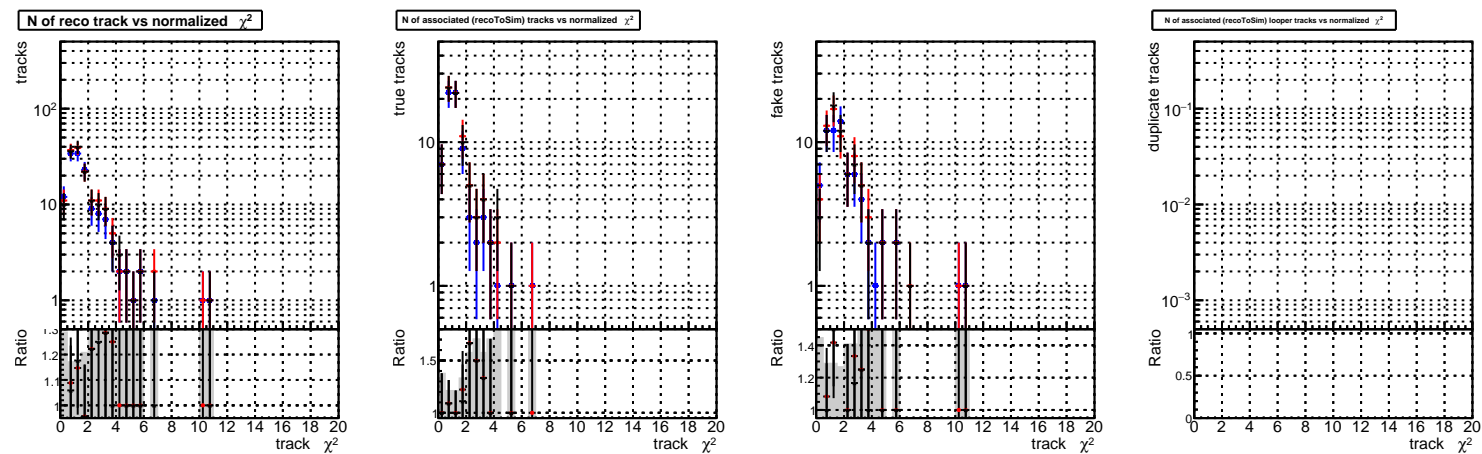 N of reco track vs normalized χ²
tracks
10²
10
1
Ratio
1.3
1.2
1.1
1
0 2 4 6 8 10 12 14 16 18 20
track χ²
N of associated (recoToSim) tracks vs normalized χ²
true tracks
10
1
Ratio
1.5
1
0 2 4 6 8 10 12 14 16 18 20
track χ²
fake tracks
10
1
Ratio
1.4
1.2
1
0 2 4 6 8 10 12 14 16 18 20
track χ²
N of associated (recoToSim) looper tracks vs normalized χ²
duplicate tracks
10⁻¹
10⁻²
10⁻³
Ratio
1
0.5
0
0 2 4 6 8 10 12 14 16 18 20
track χ²